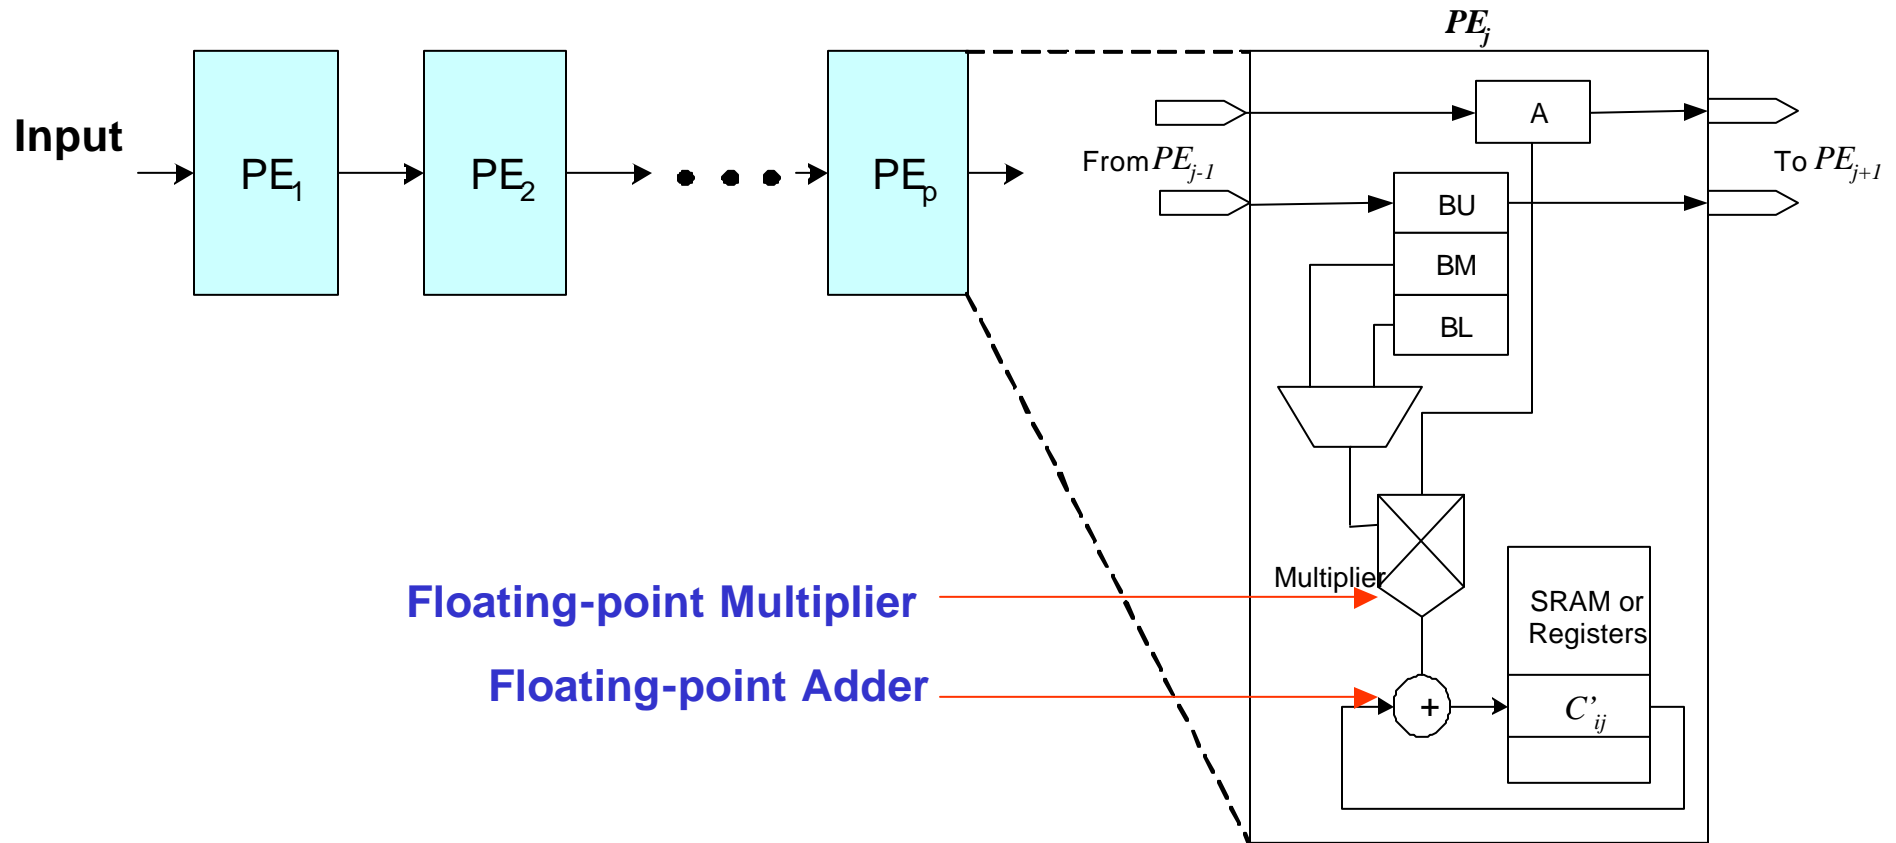 PEj
Input
PE1
PE2
PEp
A
From PEj-1
To PEj+1
BU
BM
BL
Multiplier
Floating-point Multiplier
SRAM or
Registers
Floating-point Adder
+
C'ij